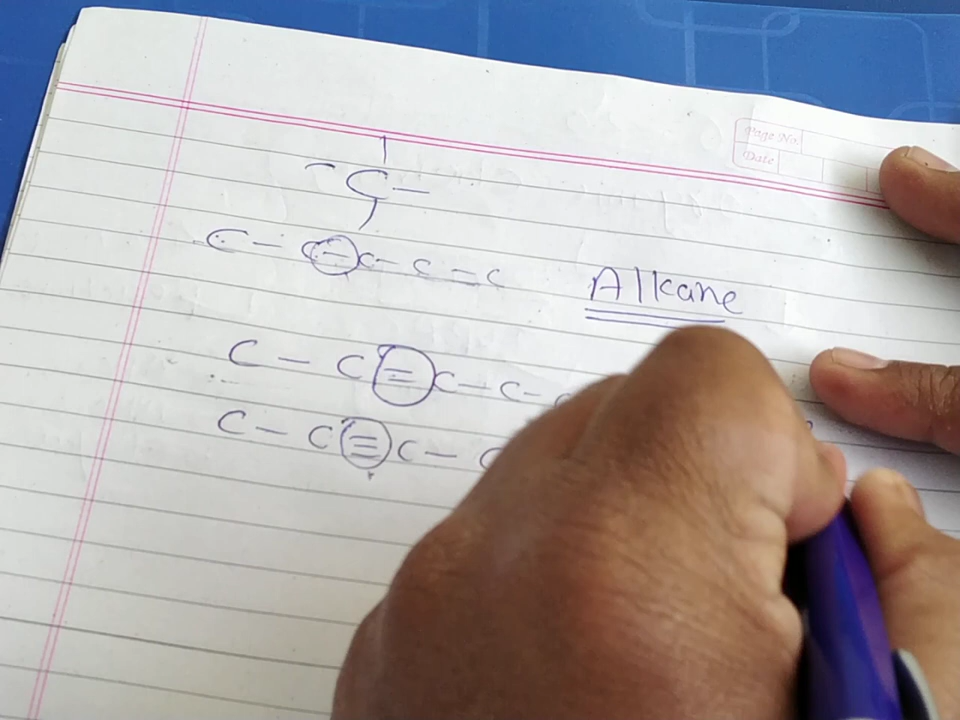 Page No.
Date
- C -
C - C - C - C = C
Alkane
C - C = C - C -
C - C ≡ C - C